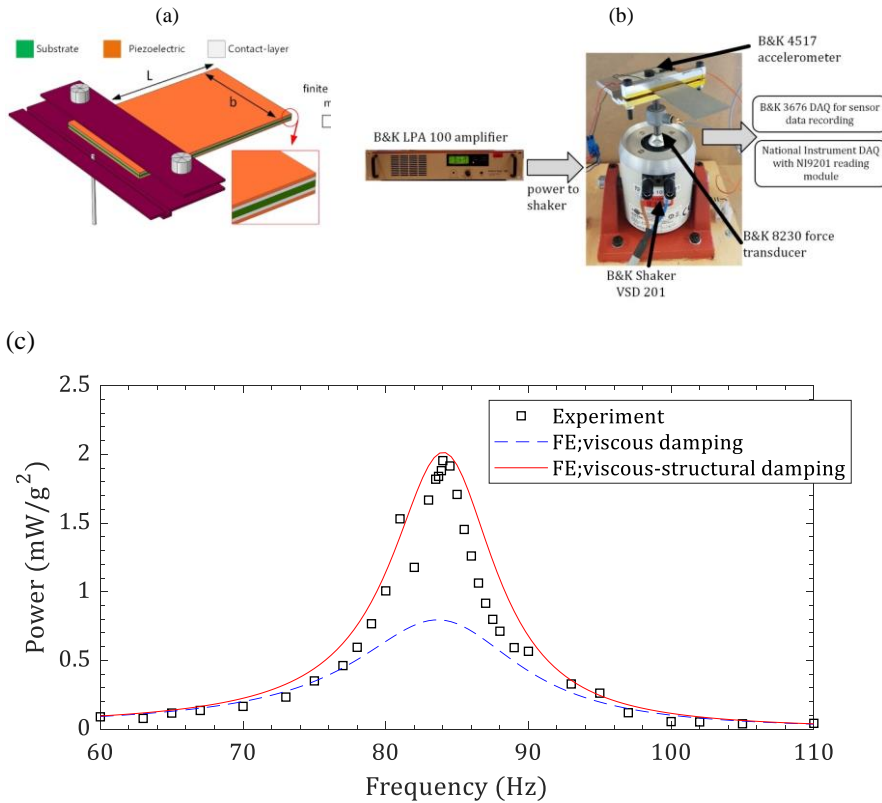 (a)
Substrate Piezoelectric Contact-layer
L
b
finite
m
(b)
B&K 4517
accelerometer
B&K LPA 100 amplifier
power to
shaker
B&K 3676 DAQ for sensor
data recording
National Instrument DAQ
with NI9201 reading
module
B&K 8230 force
transducer
B&K Shaker
VSD 201
(c)
2.5
2
1.5
1
0.5
0
Power (mW/g²)
Experiment
FE;viscous damping
FE;viscous-structural damping
60 70 80 90 100 110
Frequency (Hz)